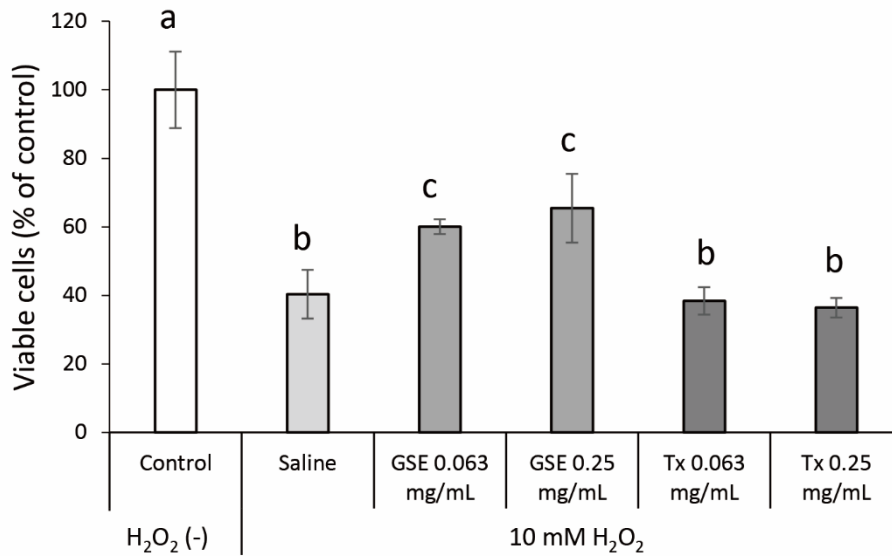 Viable cells (% of control)
120
100
80
60
40
20
0
a
b
c
c
b
b
Control
Saline
GSE 0.063
mg/mL
GSE 0.25
mg/mL
Tx 0.063
mg/mL
Tx 0.25
mg/mL
H₂O₂ (-)
10 mM H₂O₂